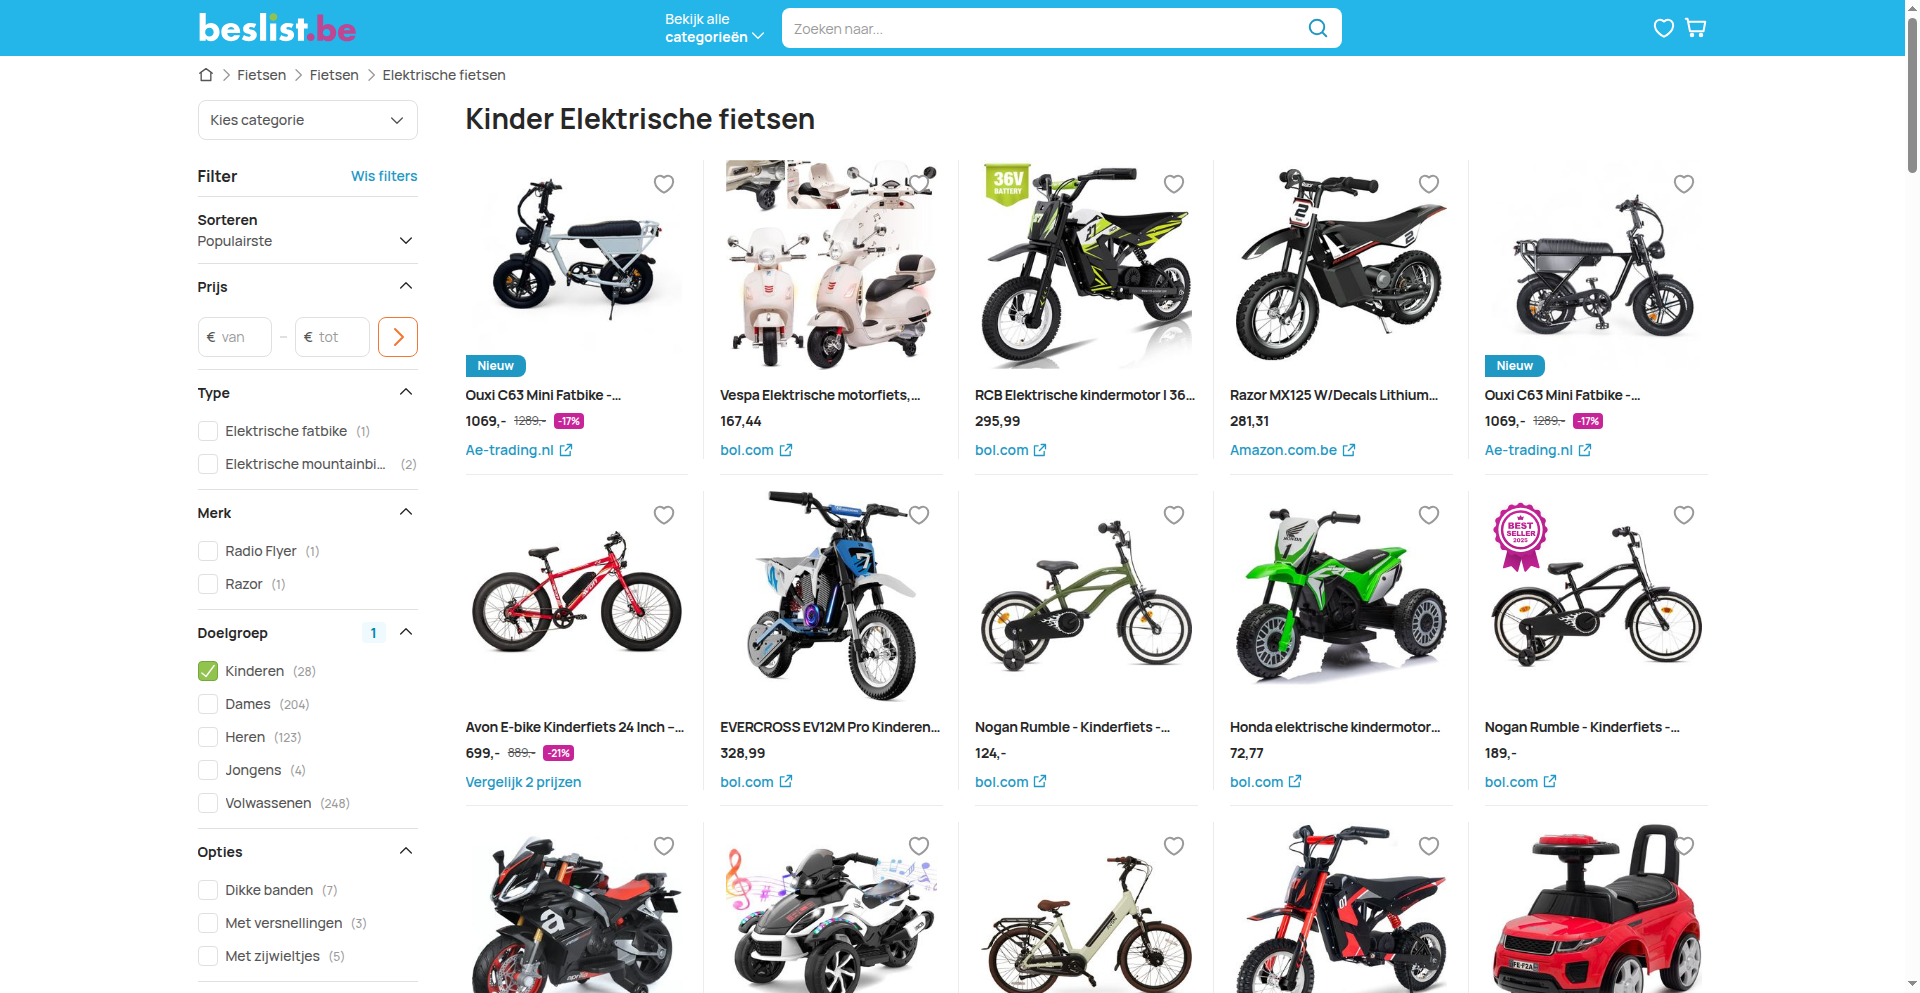 beslist.be
Bekijk alle
categorieën
Zoeken naar...
Fietsen
Fietsen
Elektrische fietsen
Kies categorie
Kinder Elektrische fietsen
Filter
Wis filters
Sorteren
Populairste
Prijs
€ van
–
€ tot
Type
Elektrische fatbike (1)
Elektrische mountainbi... (2)
Merk
Radio Flyer (1)
Razor (1)
Doelgroep 1
Kinderen (28)
Dames (204)
Heren (123)
Jongens (4)
Volwassenen (248)
Opties
Dikke banden (7)
Met versnellingen (3)
Met zijwieltjes (5)
Nieuw
Ouxi C63 Mini Fatbike -...
1069,- 1289,- -17%
Ae-trading.nl
Vespa Elektrische motorfiets,...
167,44
bol.com
36V
BATTERY
RCB Elektrische kindermotor | 36...
295,99
bol.com
2
2
Razor MX125 W/Decals Lithium...
281,31
Amazon.com.be
Nieuw
Ouxi C63 Mini Fatbike -...
1069,- 1289,- -17%
Ae-trading.nl
Avon E-bike Kinderfiets 24 Inch –...
699,- 889,- -21%
Vergelijk 2 prijzen
EVERCROSS EV12M Pro Kinderen...
328,99
bol.com
Nogan Rumble - Kinderfiets -...
124,-
bol.com
HONDA
1
Honda elektrische kindermotor...
72,77
bol.com
BEST
SELLER
2025
Nogan Rumble - Kinderfiets -...
189,-
bol.com